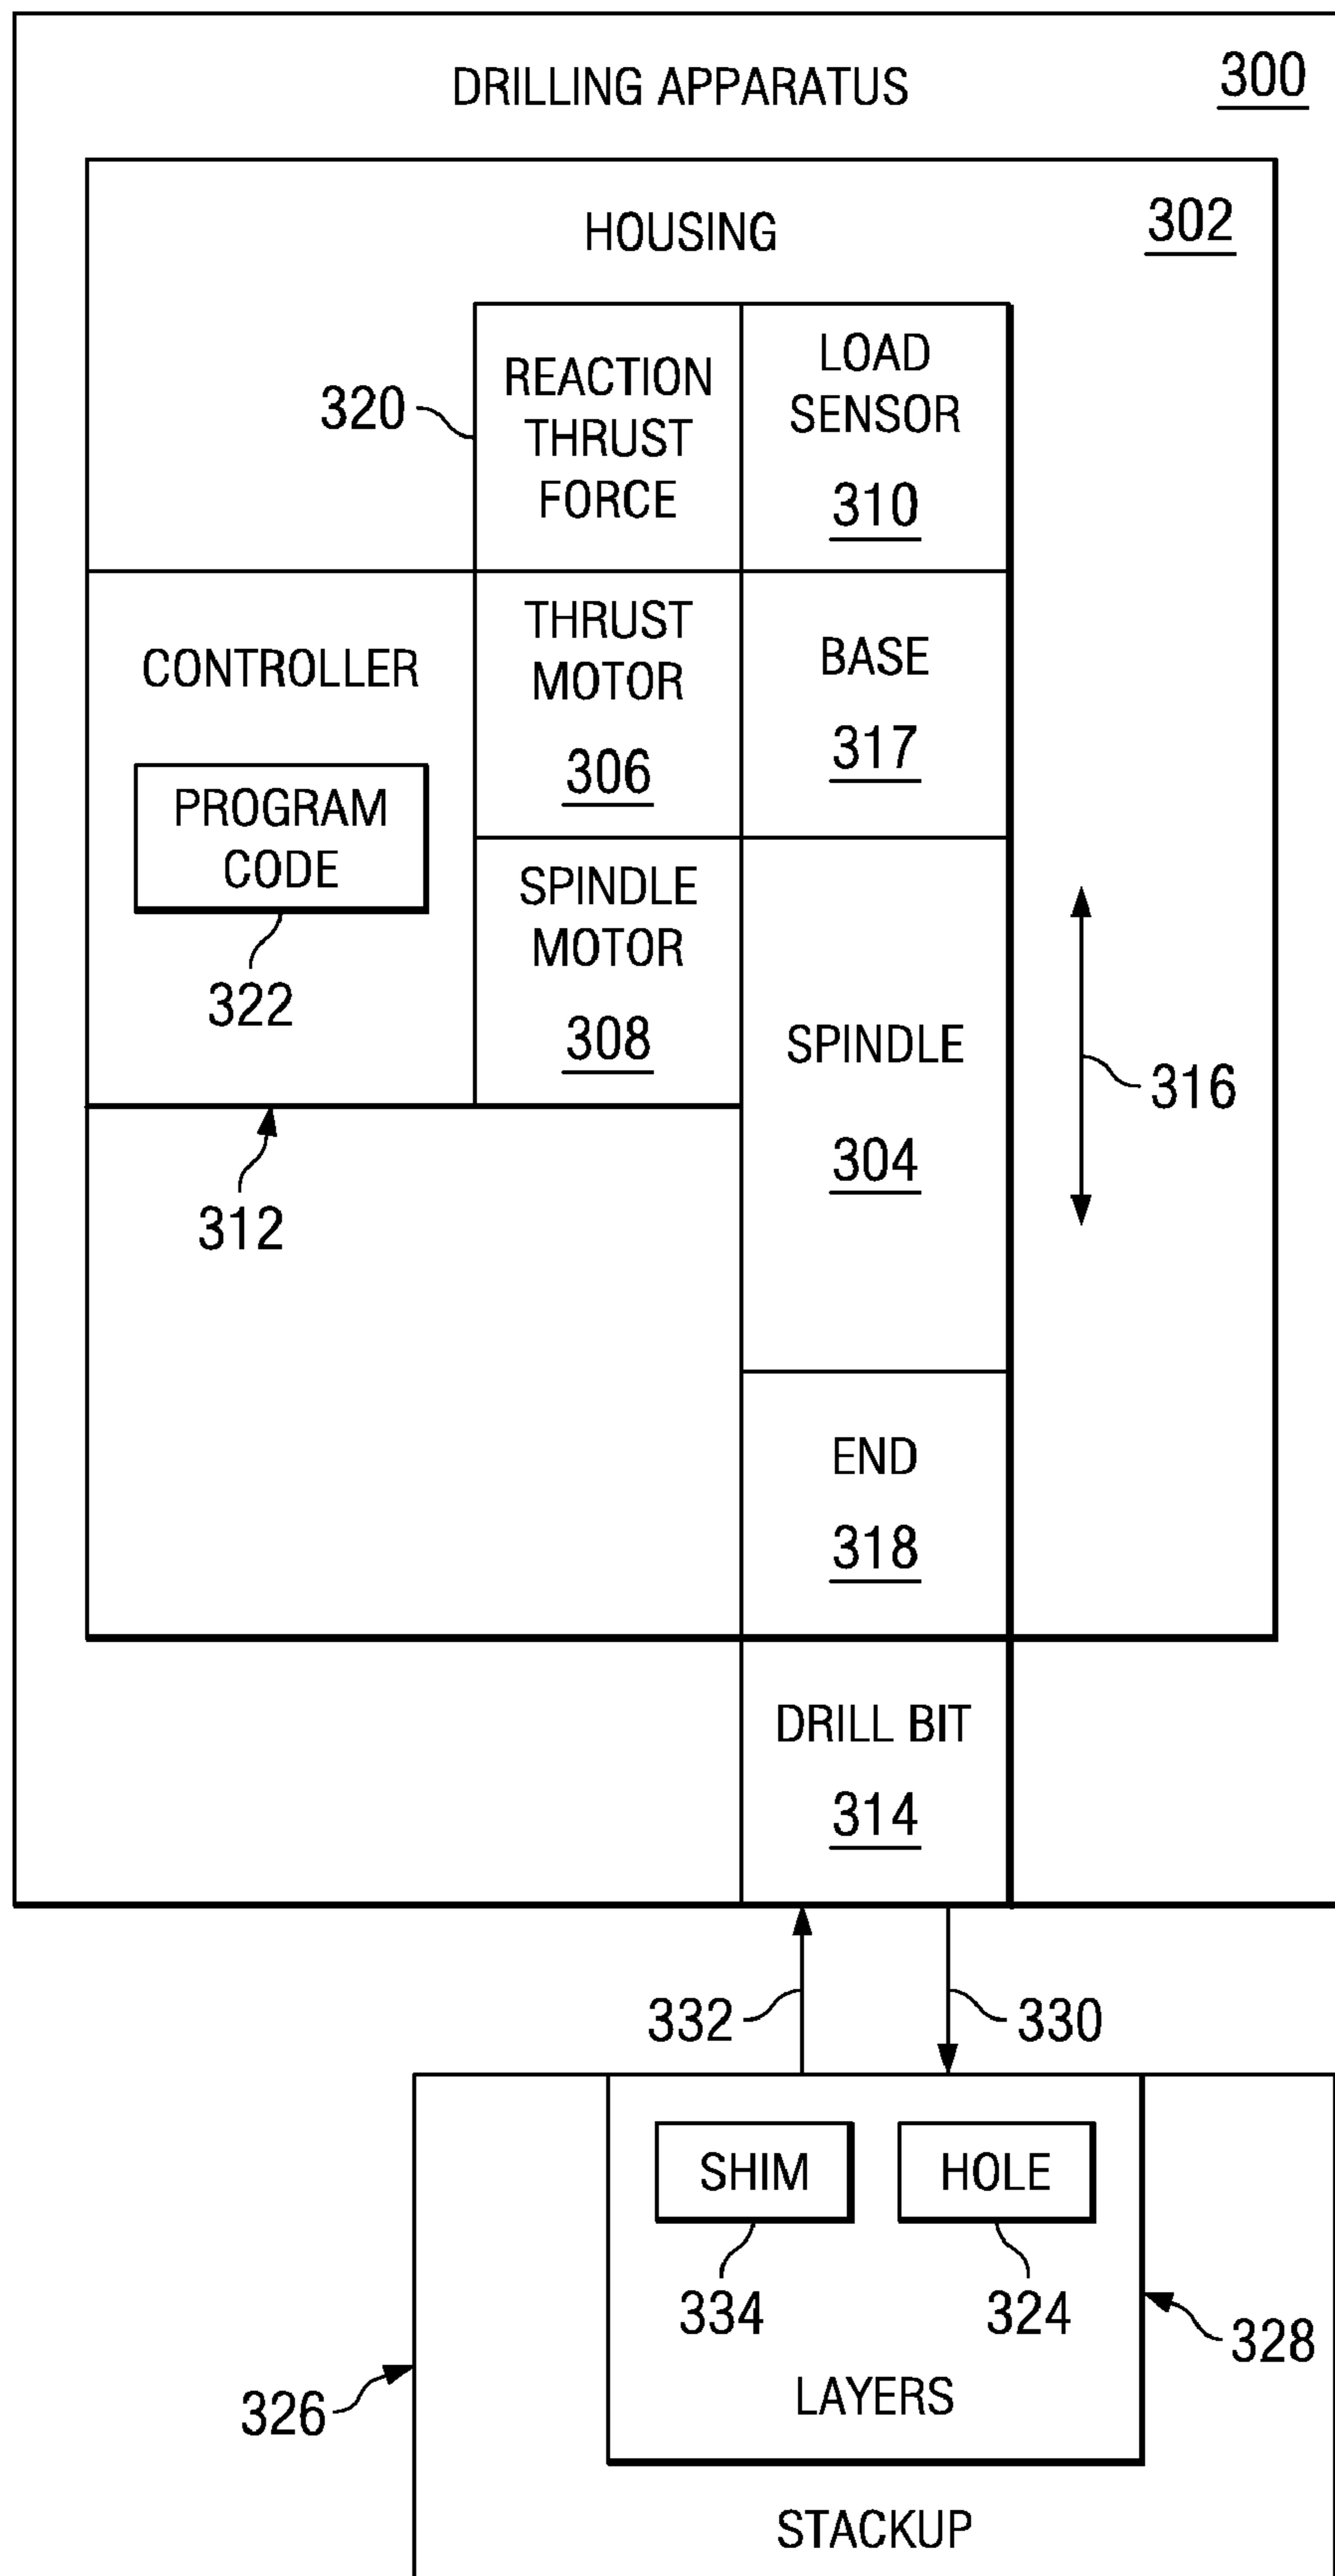 DRILLING APPARATUS
300
HOUSING
302
REACTION
THRUST
FORCE
320
LOAD
SENSOR
310
CONTROLLER
PROGRAM
CODE
322
312
THRUST
MOTOR
306
BASE
317
SPINDLE
MOTOR
308
SPINDLE
304
316
END
318
DRILL BIT
314
332
330
SHIM
334
HOLE
324
LAYERS
328
326
STACKUP